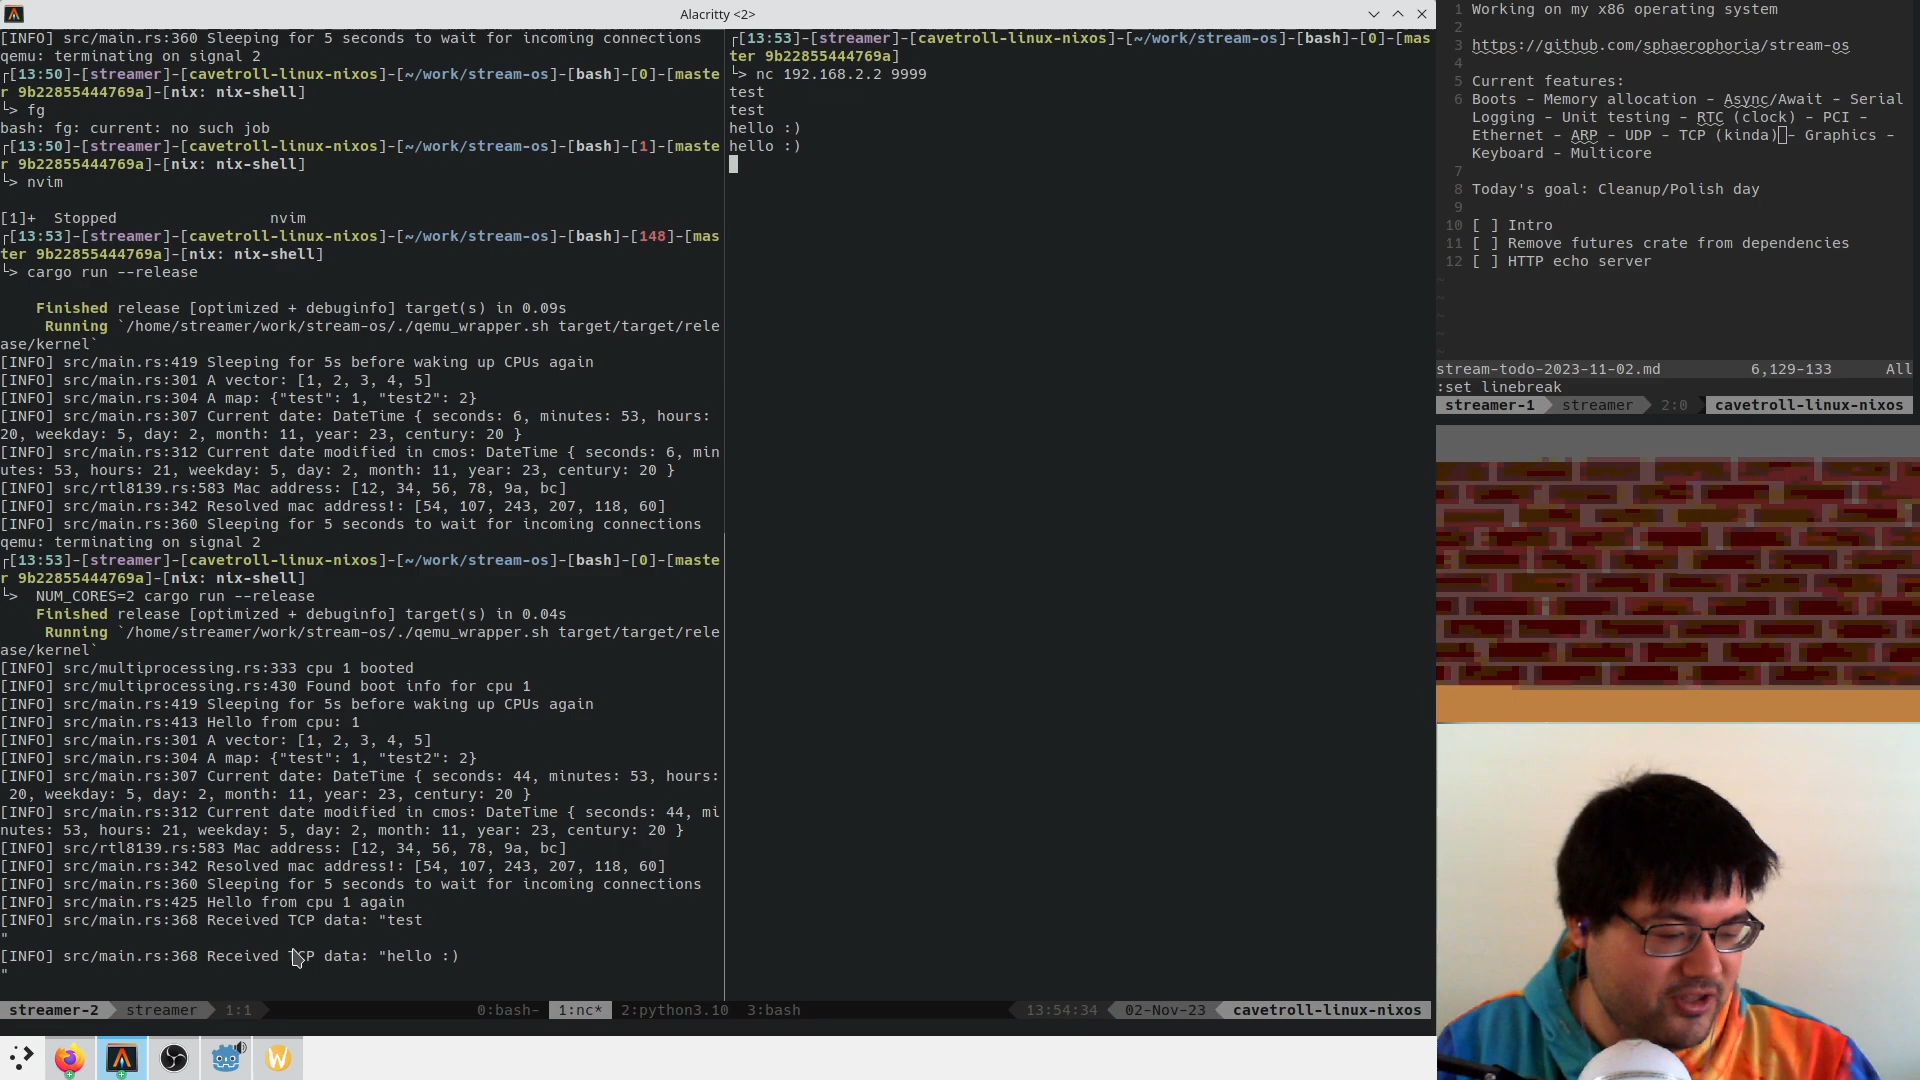 Alacritty <2>
[INFO] src/main.rs:360 Sleeping for 5 seconds to wait for incoming connections
qemu: terminating on signal 2
┌[13:50]-[streamer]-[cavetroll-linux-nixos]-[~/work/stream-os]-[bash]-[0]-[maste
r 9b22855444769a]-[nix: nix-shell]
└> fg
bash: fg: current: no such job
┌[13:50]-[streamer]-[cavetroll-linux-nixos]-[~/work/stream-os]-[bash]-[1]-[maste
r 9b22855444769a]-[nix: nix-shell]
└> nvim
[1]+  Stopped                 nvim
┌[13:53]-[streamer]-[cavetroll-linux-nixos]-[~/work/stream-os]-[bash]-[148]-[mas
ter 9b22855444769a]-[nix: nix-shell]
└> cargo run --release
    Finished release [optimized + debuginfo] target(s) in 0.09s
     Running `/home/streamer/work/stream-os/./qemu_wrapper.sh target/target/rele
ase/kernel`
[INFO] src/main.rs:419 Sleeping for 5s before waking up CPUs again
[INFO] src/main.rs:301 A vector: [1, 2, 3, 4, 5]
[INFO] src/main.rs:304 A map: {"test": 1, "test2": 2}
[INFO] src/main.rs:307 Current date: DateTime { seconds: 6, minutes: 53, hours:
20, weekday: 5, day: 2, month: 11, year: 23, century: 20 }
[INFO] src/main.rs:312 Current date modified in cmos: DateTime { seconds: 6, min
utes: 53, hours: 21, weekday: 5, day: 2, month: 11, year: 23, century: 20 }
[INFO] src/rtl8139.rs:583 Mac address: [12, 34, 56, 78, 9a, bc]
[INFO] src/main.rs:342 Resolved mac address!: [54, 107, 243, 207, 118, 60]
[INFO] src/main.rs:360 Sleeping for 5 seconds to wait for incoming connections
qemu: terminating on signal 2
┌[13:53]-[streamer]-[cavetroll-linux-nixos]-[~/work/stream-os]-[bash]-[0]-[maste
r 9b22855444769a]-[nix: nix-shell]
└>  NUM_CORES=2 cargo run --release
    Finished release [optimized + debuginfo] target(s) in 0.04s
     Running `/home/streamer/work/stream-os/./qemu_wrapper.sh target/target/rele
ase/kernel`
[INFO] src/multiprocessing.rs:333 cpu 1 booted
[INFO] src/multiprocessing.rs:430 Found boot info for cpu 1
[INFO] src/main.rs:419 Sleeping for 5s before waking up CPUs again
[INFO] src/main.rs:413 Hello from cpu: 1
[INFO] src/main.rs:301 A vector: [1, 2, 3, 4, 5]
[INFO] src/main.rs:304 A map: {"test": 1, "test2": 2}
[INFO] src/main.rs:307 Current date: DateTime { seconds: 44, minutes: 53, hours:
 20, weekday: 5, day: 2, month: 11, year: 23, century: 20 }
[INFO] src/main.rs:312 Current date modified in cmos: DateTime { seconds: 44, mi
nutes: 53, hours: 21, weekday: 5, day: 2, month: 11, year: 23, century: 20 }
[INFO] src/rtl8139.rs:583 Mac address: [12, 34, 56, 78, 9a, bc]
[INFO] src/main.rs:342 Resolved mac address!: [54, 107, 243, 207, 118, 60]
[INFO] src/main.rs:360 Sleeping for 5 seconds to wait for incoming connections
[INFO] src/main.rs:425 Hello from cpu 1 again
[INFO] src/main.rs:368 Received TCP data: "test
"
[INFO] src/main.rs:368 Received TCP data: "hello :)
"
┌[13:53]-[streamer]-[cavetroll-linux-nixos]-[~/work/stream-os]-[bash]-[0]-[mas
ter 9b22855444769a]
└> nc 192.168.2.2 9999
test
test
hello :)
hello :)
streamer-2 streamer 1:1 0:bash- 1:nc* 2:python3.10 3:bash 13:54:34 02-Nov-23 cavetroll-linux-nixos
1 Working on my x86 operating system
2
3 https://github.com/sphaerophoria/stream-os
4
5 Current features:
6 Boots - Memory allocation - Async/Await - Serial
Logging - Unit testing - RTC (clock) - PCI -
Ethernet - ARP - UDP - TCP (kinda) - Graphics -
Keyboard - Multicore
7
8 Today's goal: Cleanup/Polish day
9
10 [ ] Intro
11 [ ] Remove futures crate from dependencies
12 [ ] HTTP echo server
~
~
~
~
~
stream-todo-2023-11-02.md 6,129-133 All
:set linebreak
streamer-1 streamer 2:0 cavetroll-linux-nixos